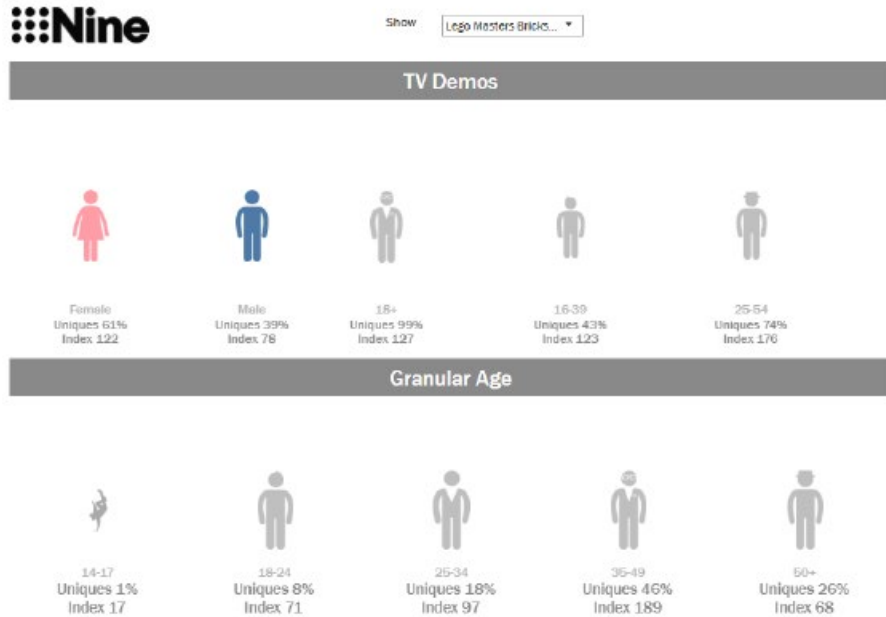 Nine
Show Lego Masters Bricks...
TV Demos
Female Male 18+ 16-39 25-54
Uniques 61% Uniques 39% Uniques 99% Uniques 43% Uniques 74%
Index 122 Index 78 Index 127 Index 123 Index 176
Granular Age
14-17 18-24 25-34 35-49 50+
Uniques 1% Uniques 8% Uniques 18% Uniques 46% Uniques 26%
Index 17 Index 71 Index 97 Index 189 Index 68